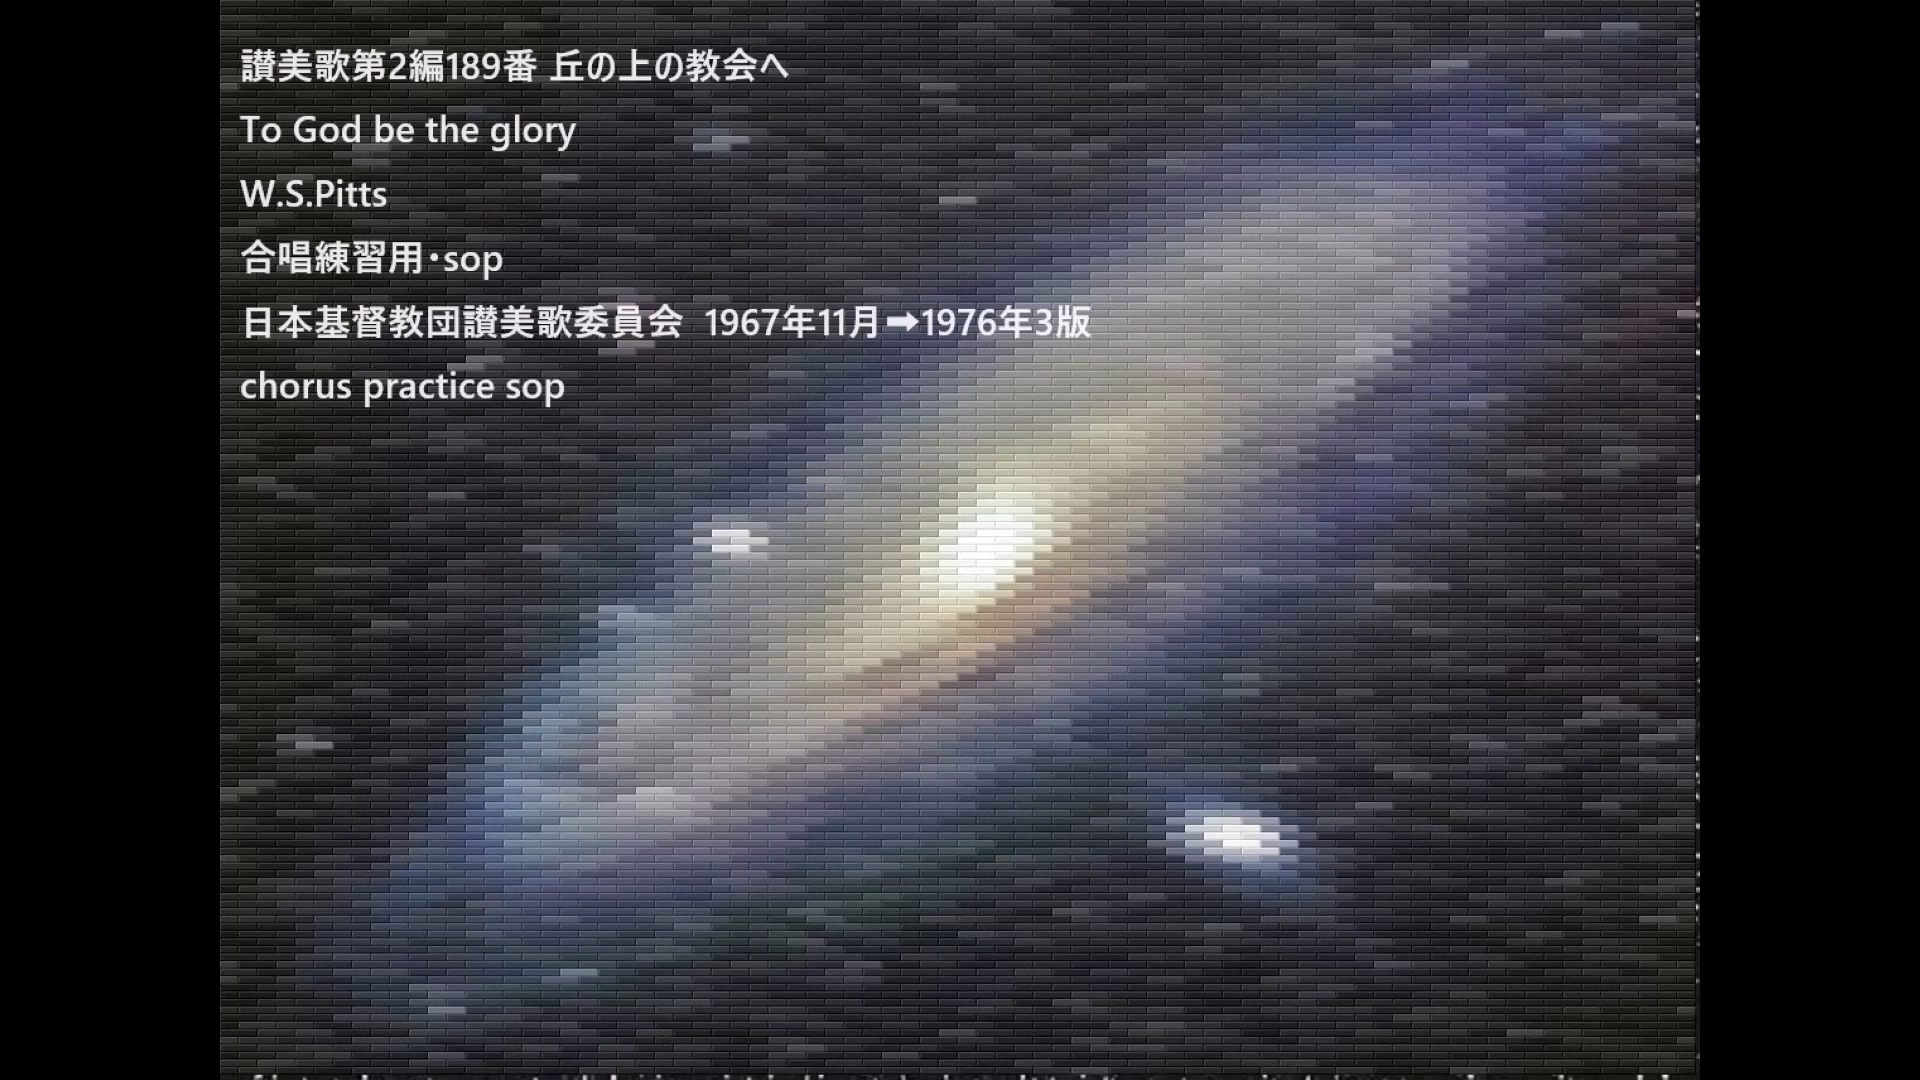 讃美歌第2編189番 丘の上の教会へ
To God be the glory
W.S.Pitts
合唱練習用・sop
日本基督教団讃美歌委員会 1967年11月➡1976年3版
chorus practice sop